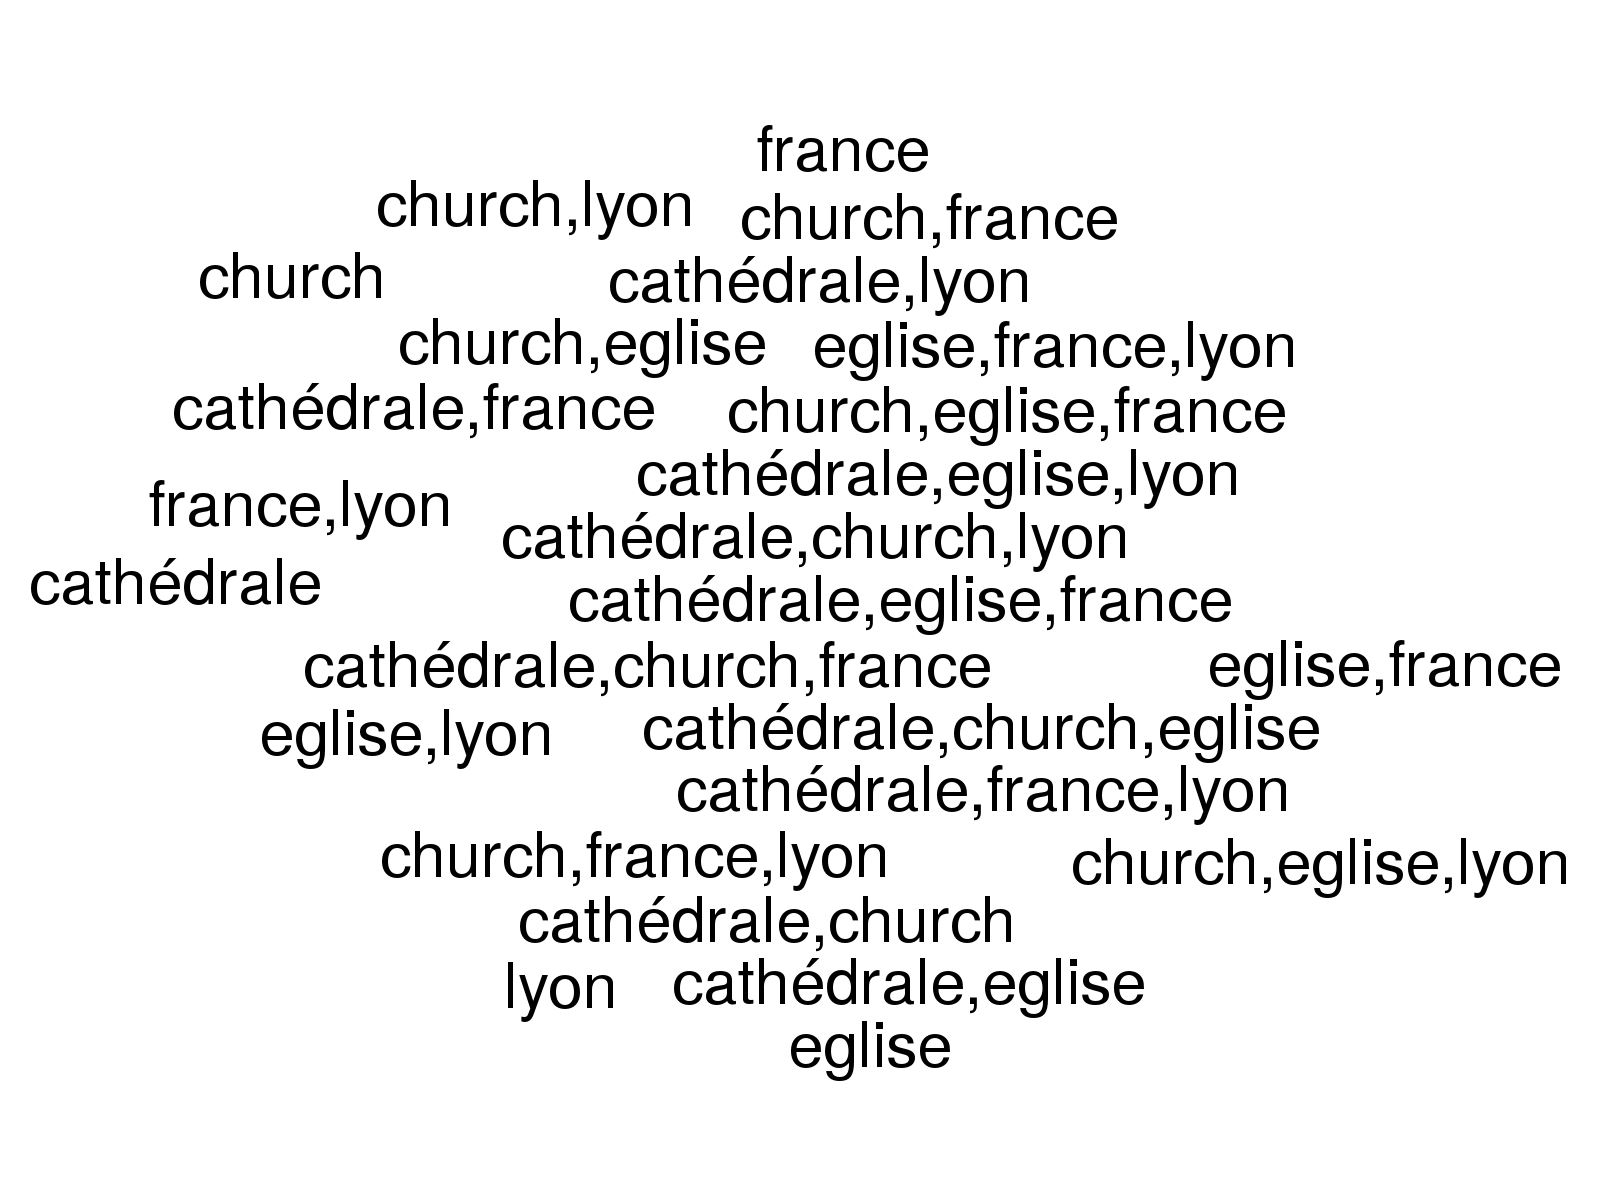 france
church,lyon
church,france
church
cathédrale,lyon
church,eglise
eglise,france,lyon
cathédrale,france
church,eglise,france
cathédrale,eglise,lyon
france,lyon
cathédrale,church,lyon
cathédrale
cathédrale,eglise,france
cathédrale,church,france
eglise,france
eglise,lyon
cathédrale,church,eglise
cathédrale,france,lyon
church,france,lyon
church,eglise,lyon
cathédrale,church
lyon
cathédrale,eglise
eglise